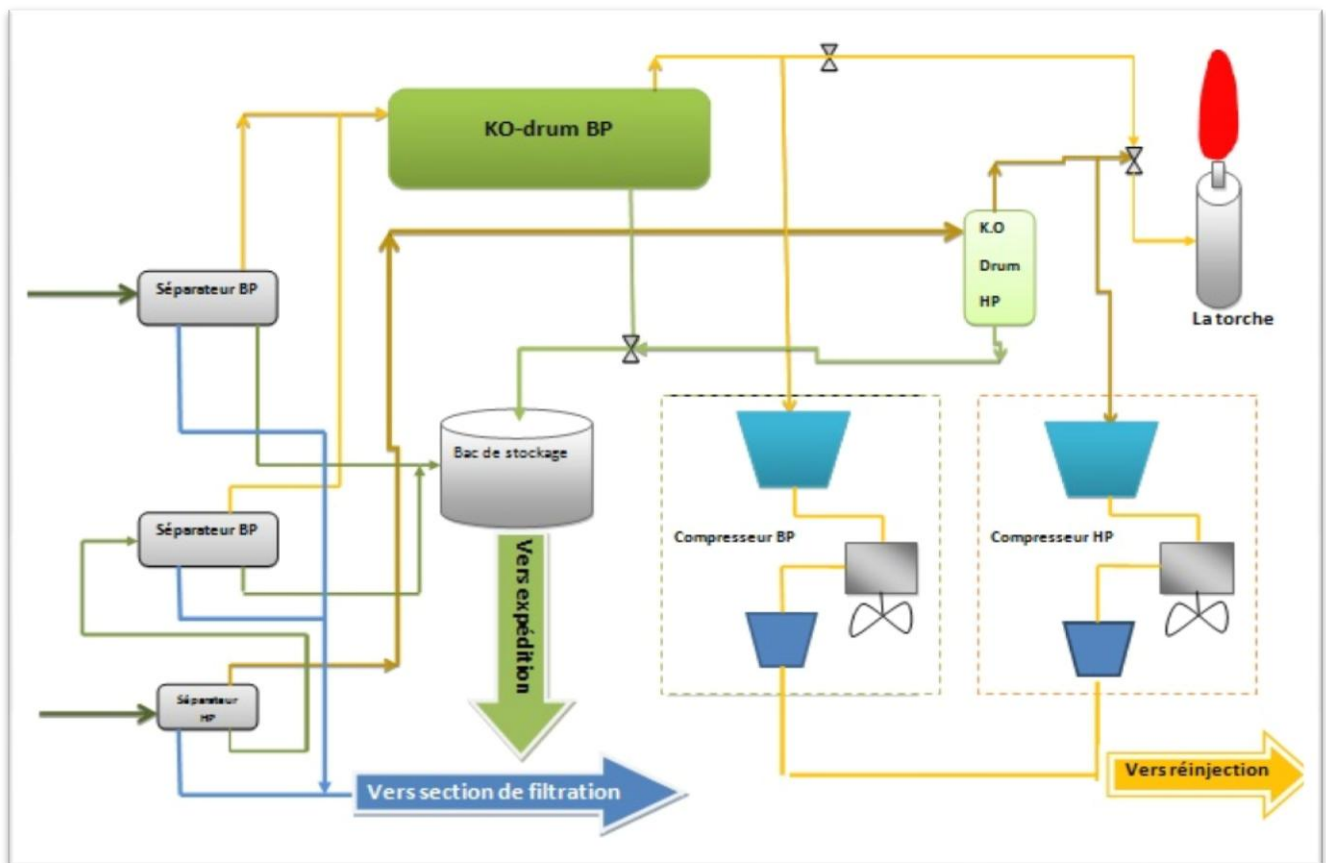 KO-drum BP
K.O
Drum
HP
Séparateur BP
La torche
Bac de stockage
Séparateur BP
Compresseur BP
Compresseur HP
Vers expédition
Séparateur
HP
Vers réinjection
Vers section de filtration